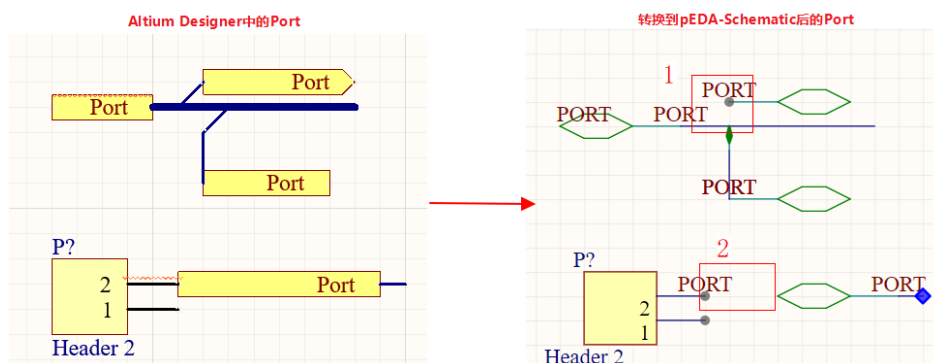 Altium Designer中的Port
转换到pEDA-Schematic后的Port
Port
Port
Port
P?
2
1
Port
Header 2
1
PORT
PORT
PORT
PORT
2
P?
PORT
PORT
2
1
Header 2